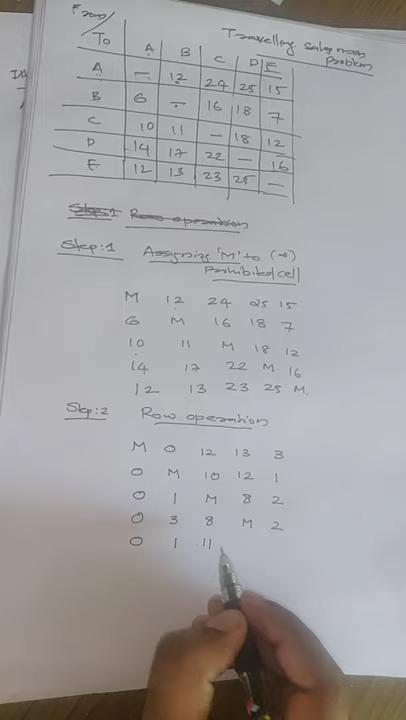 From/To
Travelling salesman
Problem
A B C D E
A - 12 24 25 15
B 6 - 16 18 7
C 10 11 - 18 12
D 14 17 22 - 16
E 12 13 23 25 -
Step:1 Row operation
Step:1 Assigning 'M' to (-)
Prohibited cell
M 12 24 25 15
6 M 16 18 7
10 11 M 18 12
14 17 22 M 16
12 13 23 25 M.
Step:2 Row operation
M 0 12 13 3
0 M 10 12 1
0 1 M 8 2
0 3 8 M 2
0 1 11